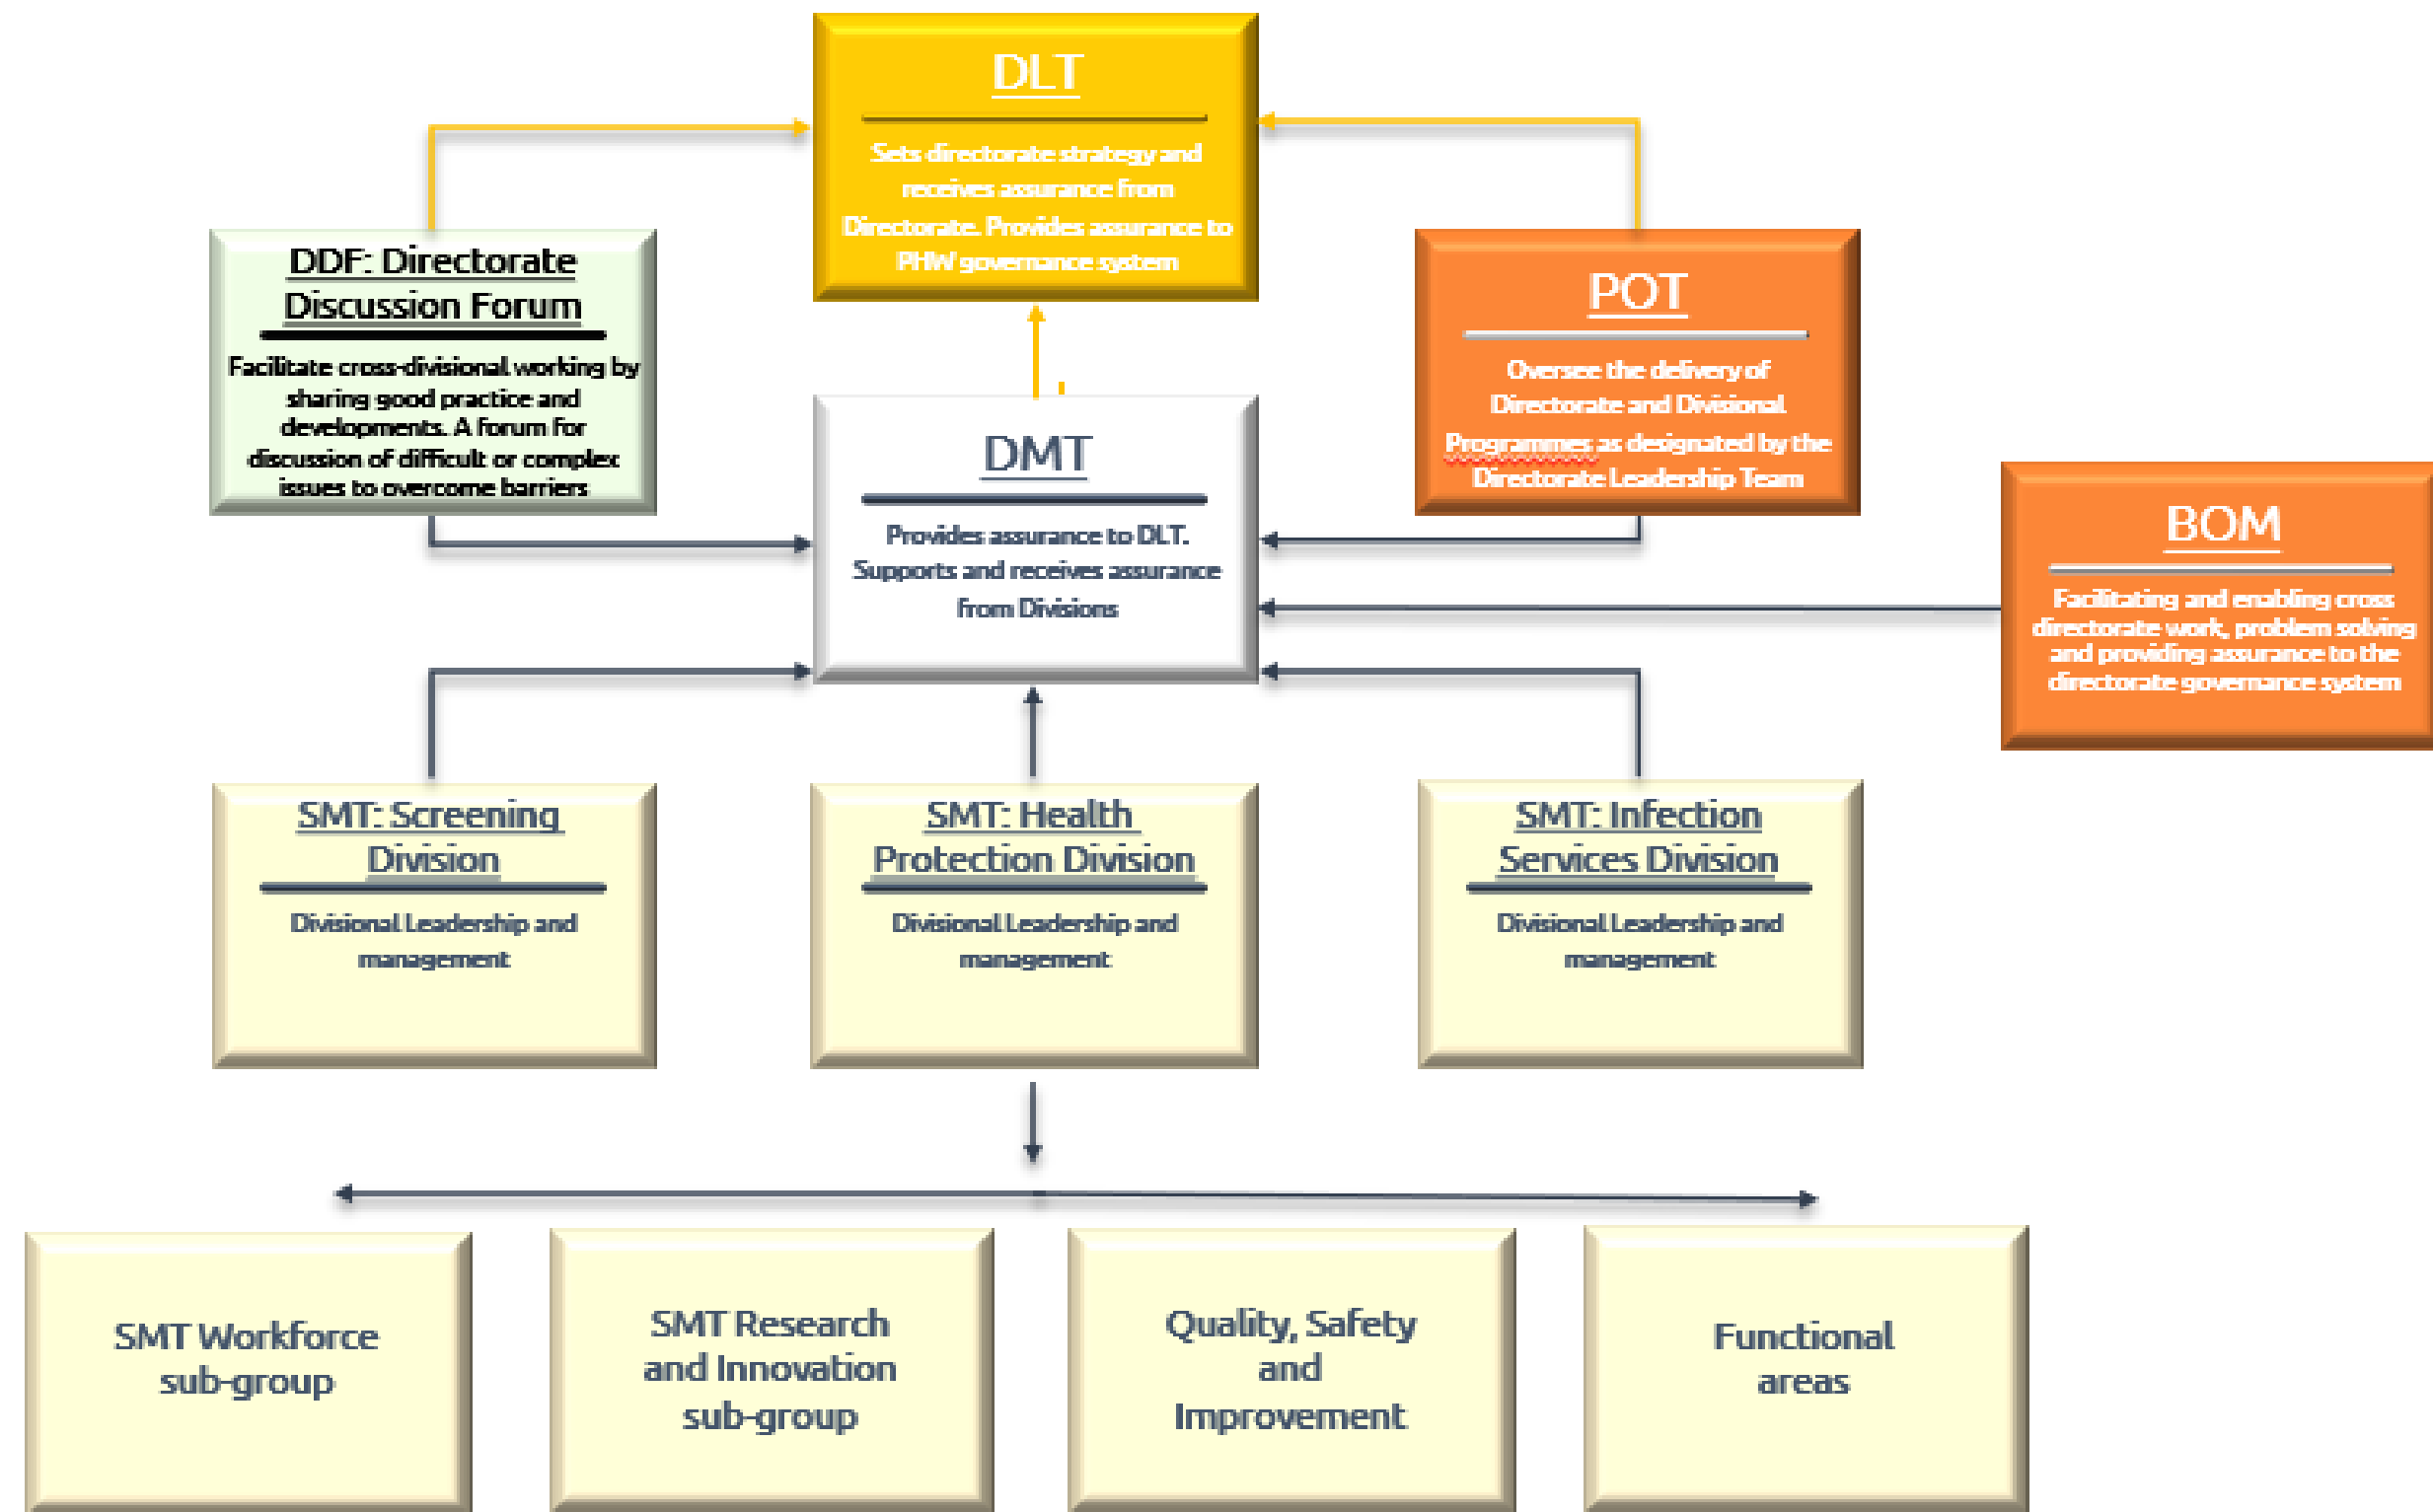 DLT
Sets directorate strategy and
receives assurance from
Directorate. Provides assurance to
PHW governance system
DDF: Directorate
Discussion Forum
Facilitate cross-divisional working by
sharing good practice and
developments. A forum for
discussion of difficult or complex
issues to overcome barriers
POT
Oversee the delivery of
Directorate and Divisional
Programmes as designated by the
Directorate Leadership Team
DMT
Provides assurance to DLT.
Supports and receives assurance
from Divisions
BOM
Facilitating and enabling cross
directorate work, problem solving
and providing assurance to the
directorate governance system
SMT: Screening
Division
Divisional Leadership and
management
SMT: Health
Protection Division
Divisional Leadership and
management
SMT: Infection
Services Division
Divisional Leadership and
management
SMT Workforce
sub-group
SMT Research
and Innovation
sub-group
Quality, Safety
and
Improvement
Functional
areas